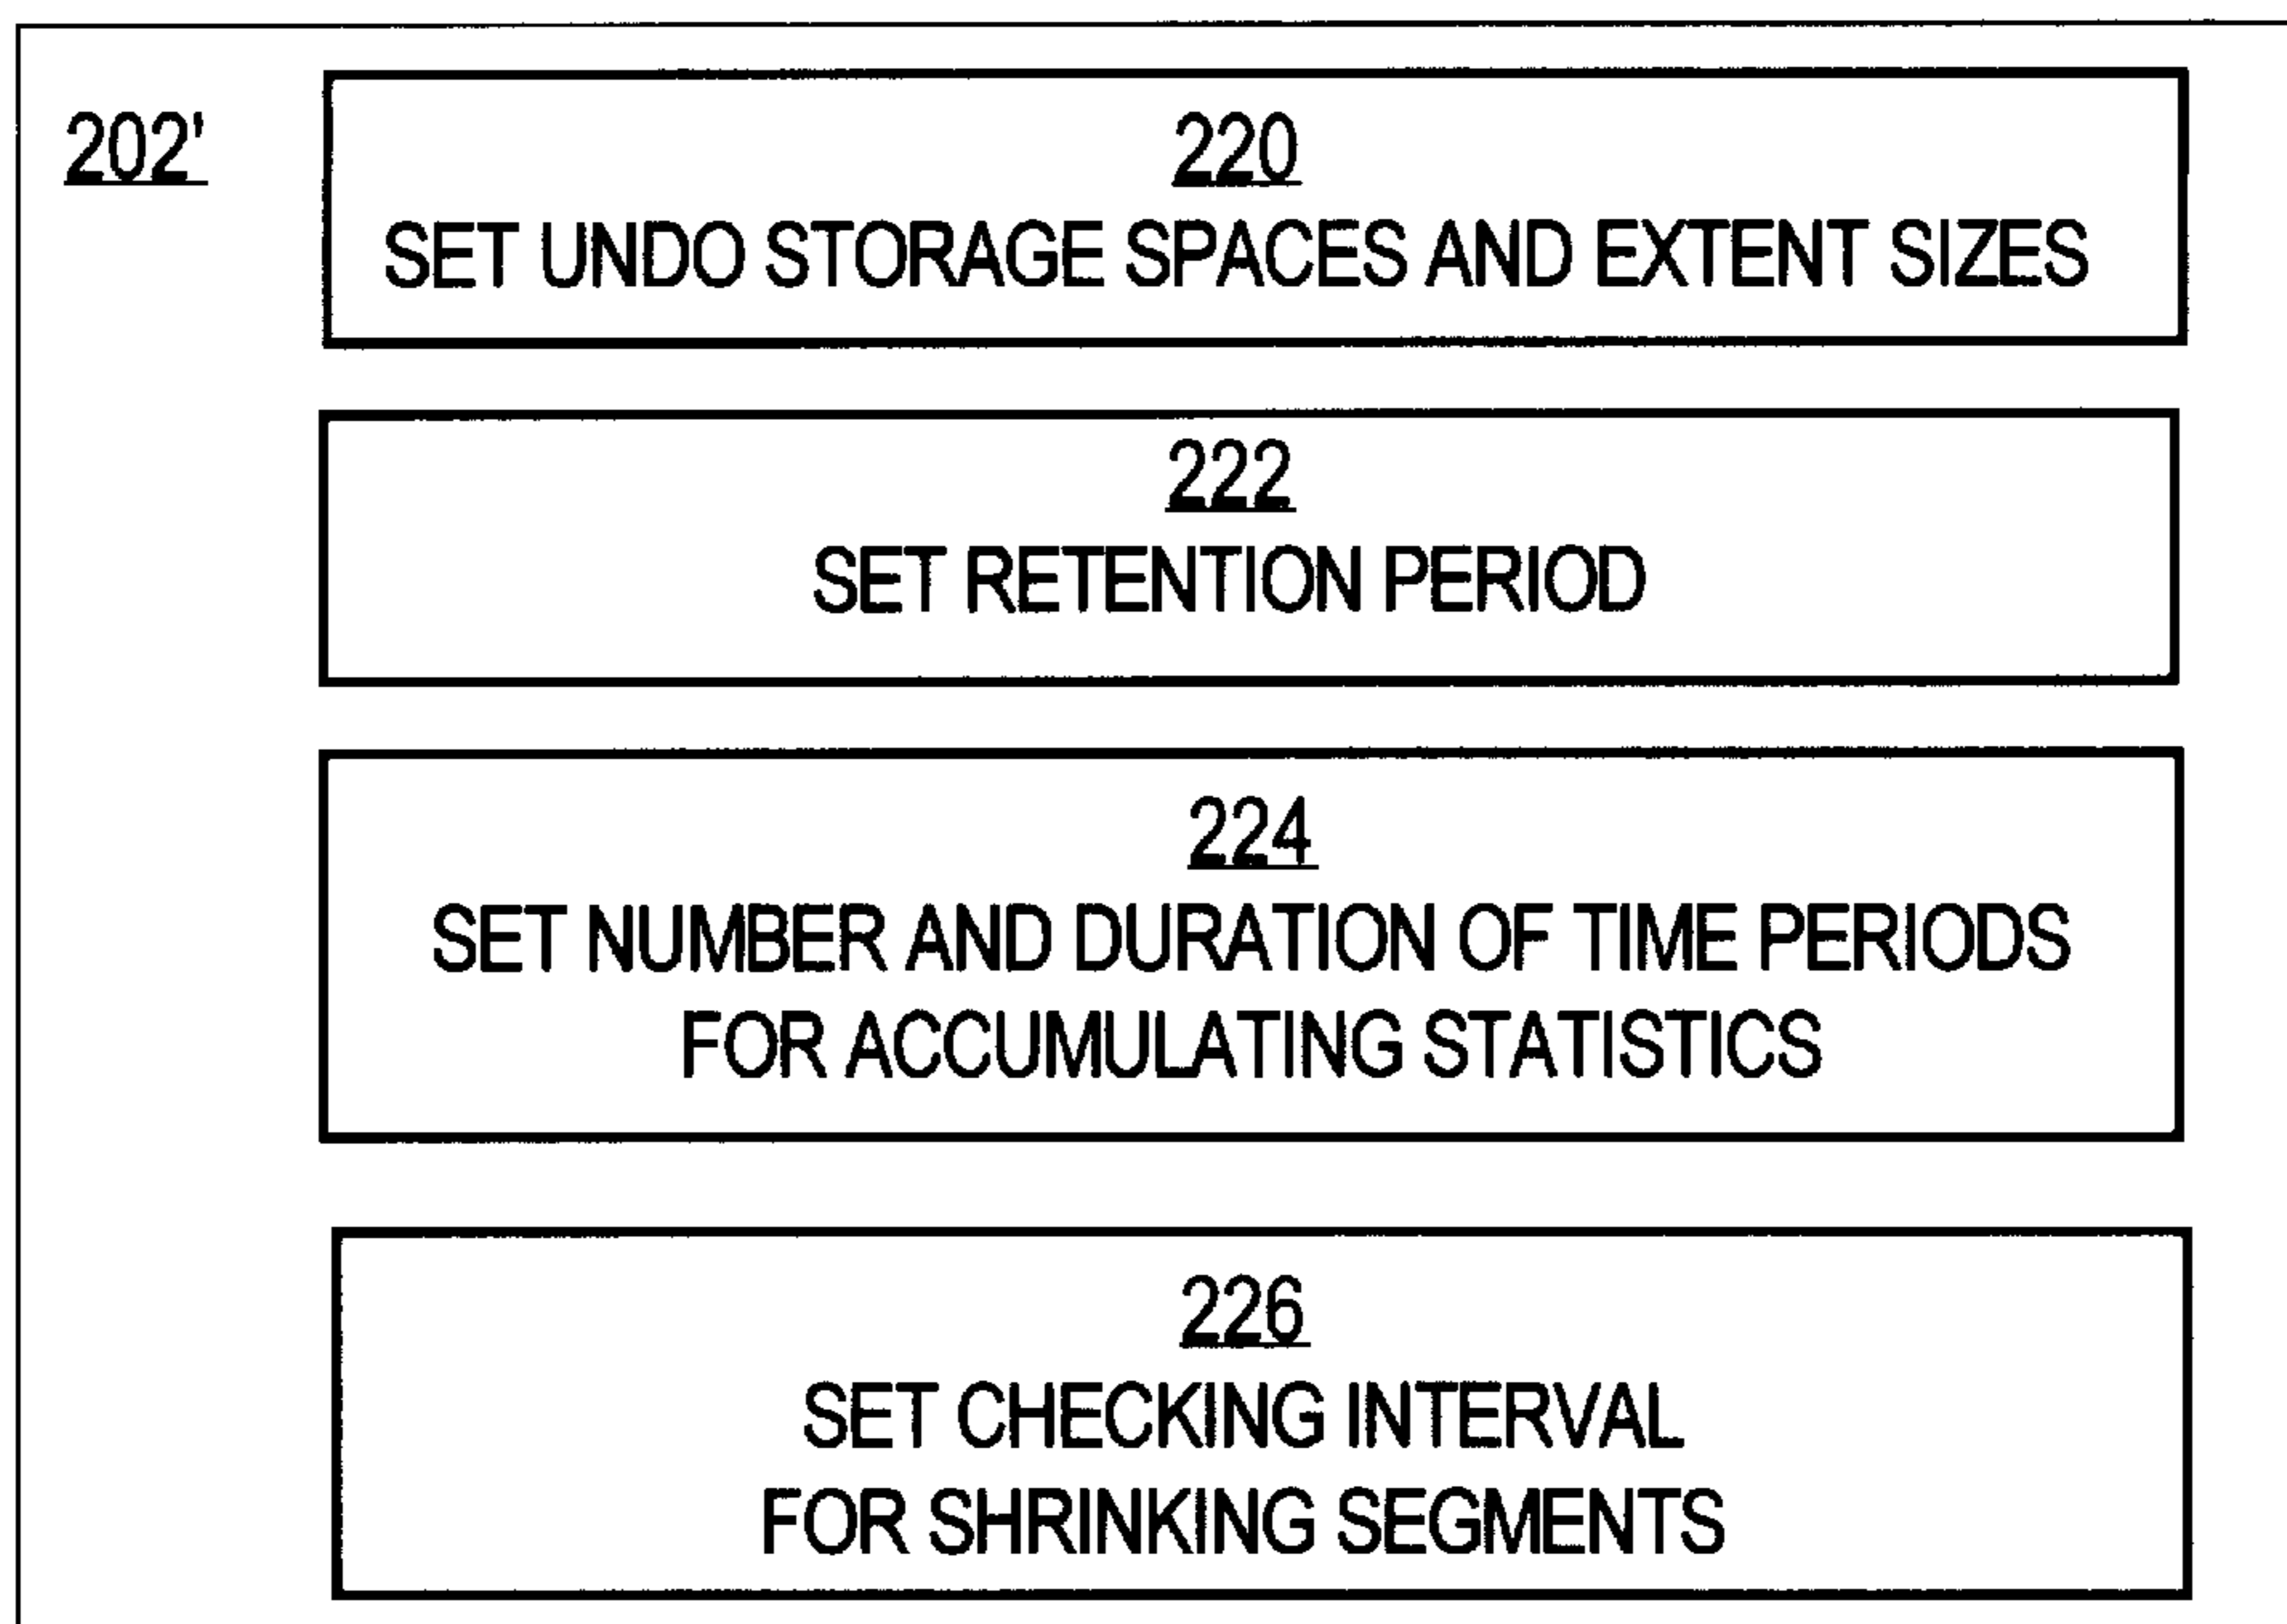 202'
220
SET UNDO STORAGE SPACES AND EXTENT SIZES
222
SET RETENTION PERIOD
224
SET NUMBER AND DURATION OF TIME PERIODS
FOR ACCUMULATING STATISTICS
226
SET CHECKING INTERVAL
FOR SHRINKING SEGMENTS